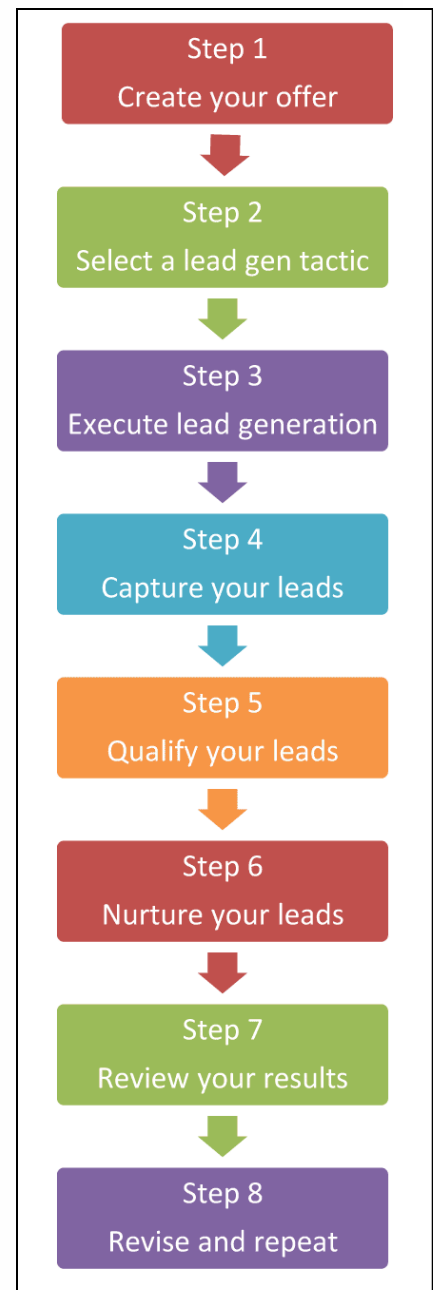 Step 1
Create your offer
Step 2
Select a lead gen tactic
Step 3
Execute lead generation
Step 4
Capture your leads
Step 5
Qualify your leads
Step 6
Nurture your leads
Step 7
Review your results
Step 8
Revise and repeat